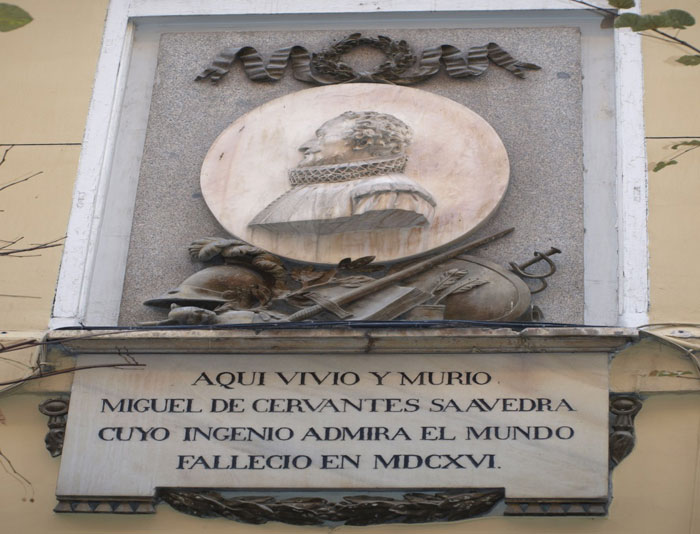 AQUI VIVIO Y MURIO
MIGUEL DE CERVANTES SAAVEDRA
CUYO INGENIO ADMIRA EL MUNDO
FALLECIO EN MDCXVI.